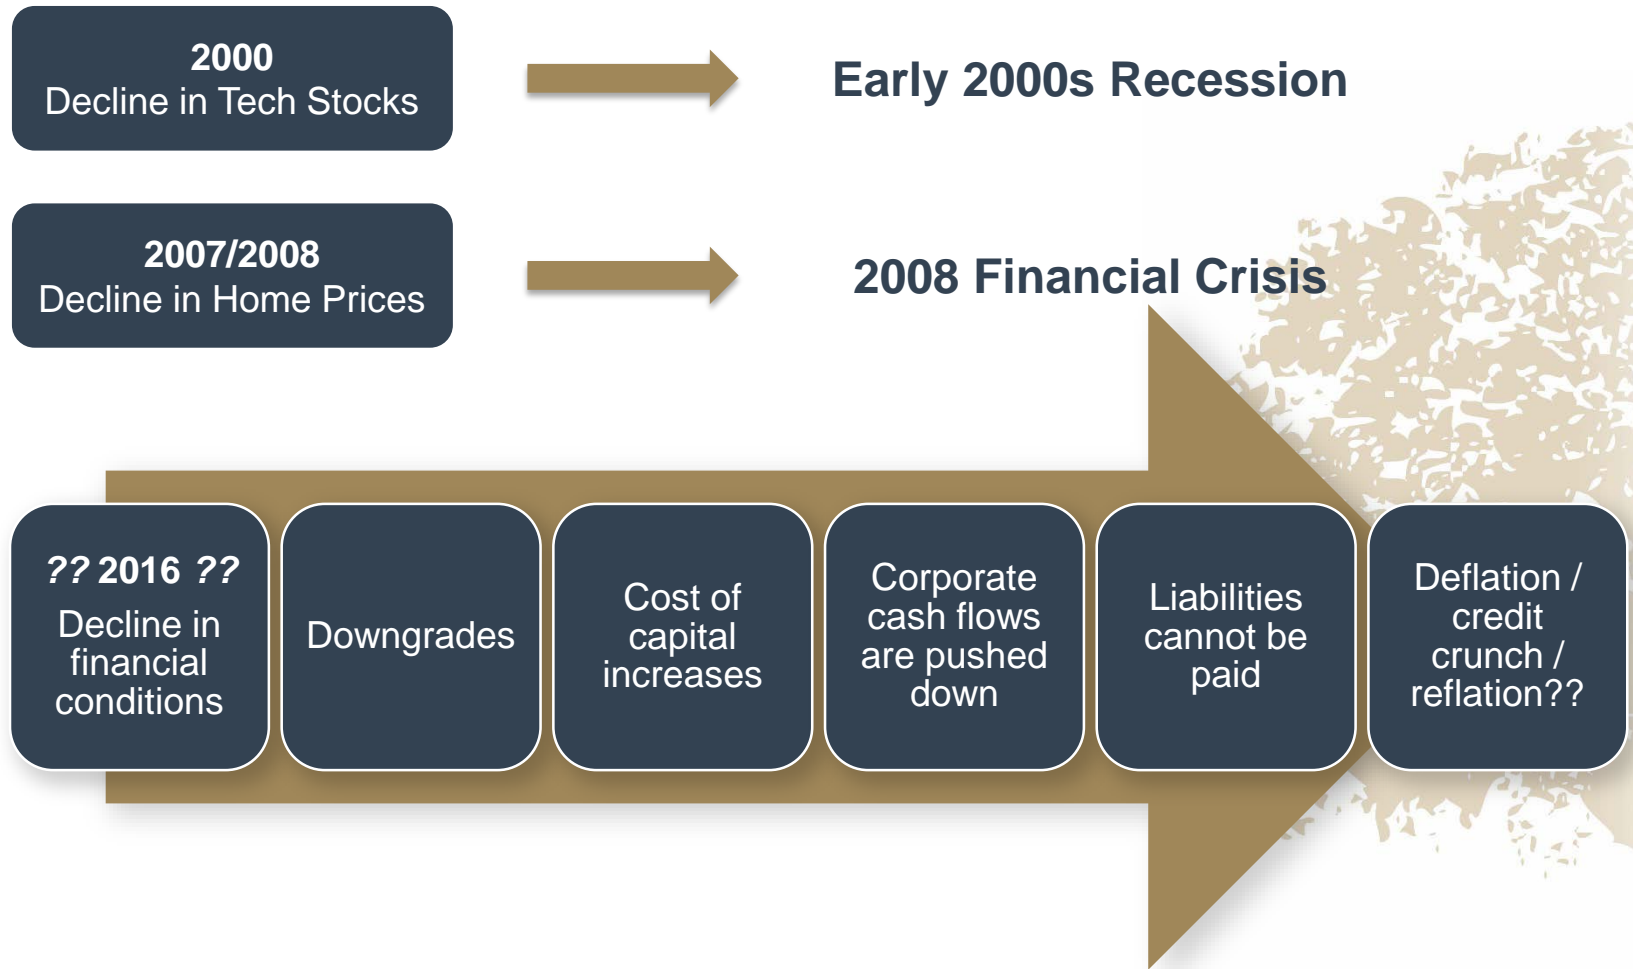 2000
Decline in Tech Stocks
Early 2000s Recession
2007/2008
Decline in Home Prices
2008 Financial Crisis
?? 2016 ??
Decline in
financial
conditions
Downgrades
Cost of
capital
increases
Corporate
cash flows
are pushed
down
Liabilities
cannot be
paid
Deflation /
credit
crunch /
reflation??